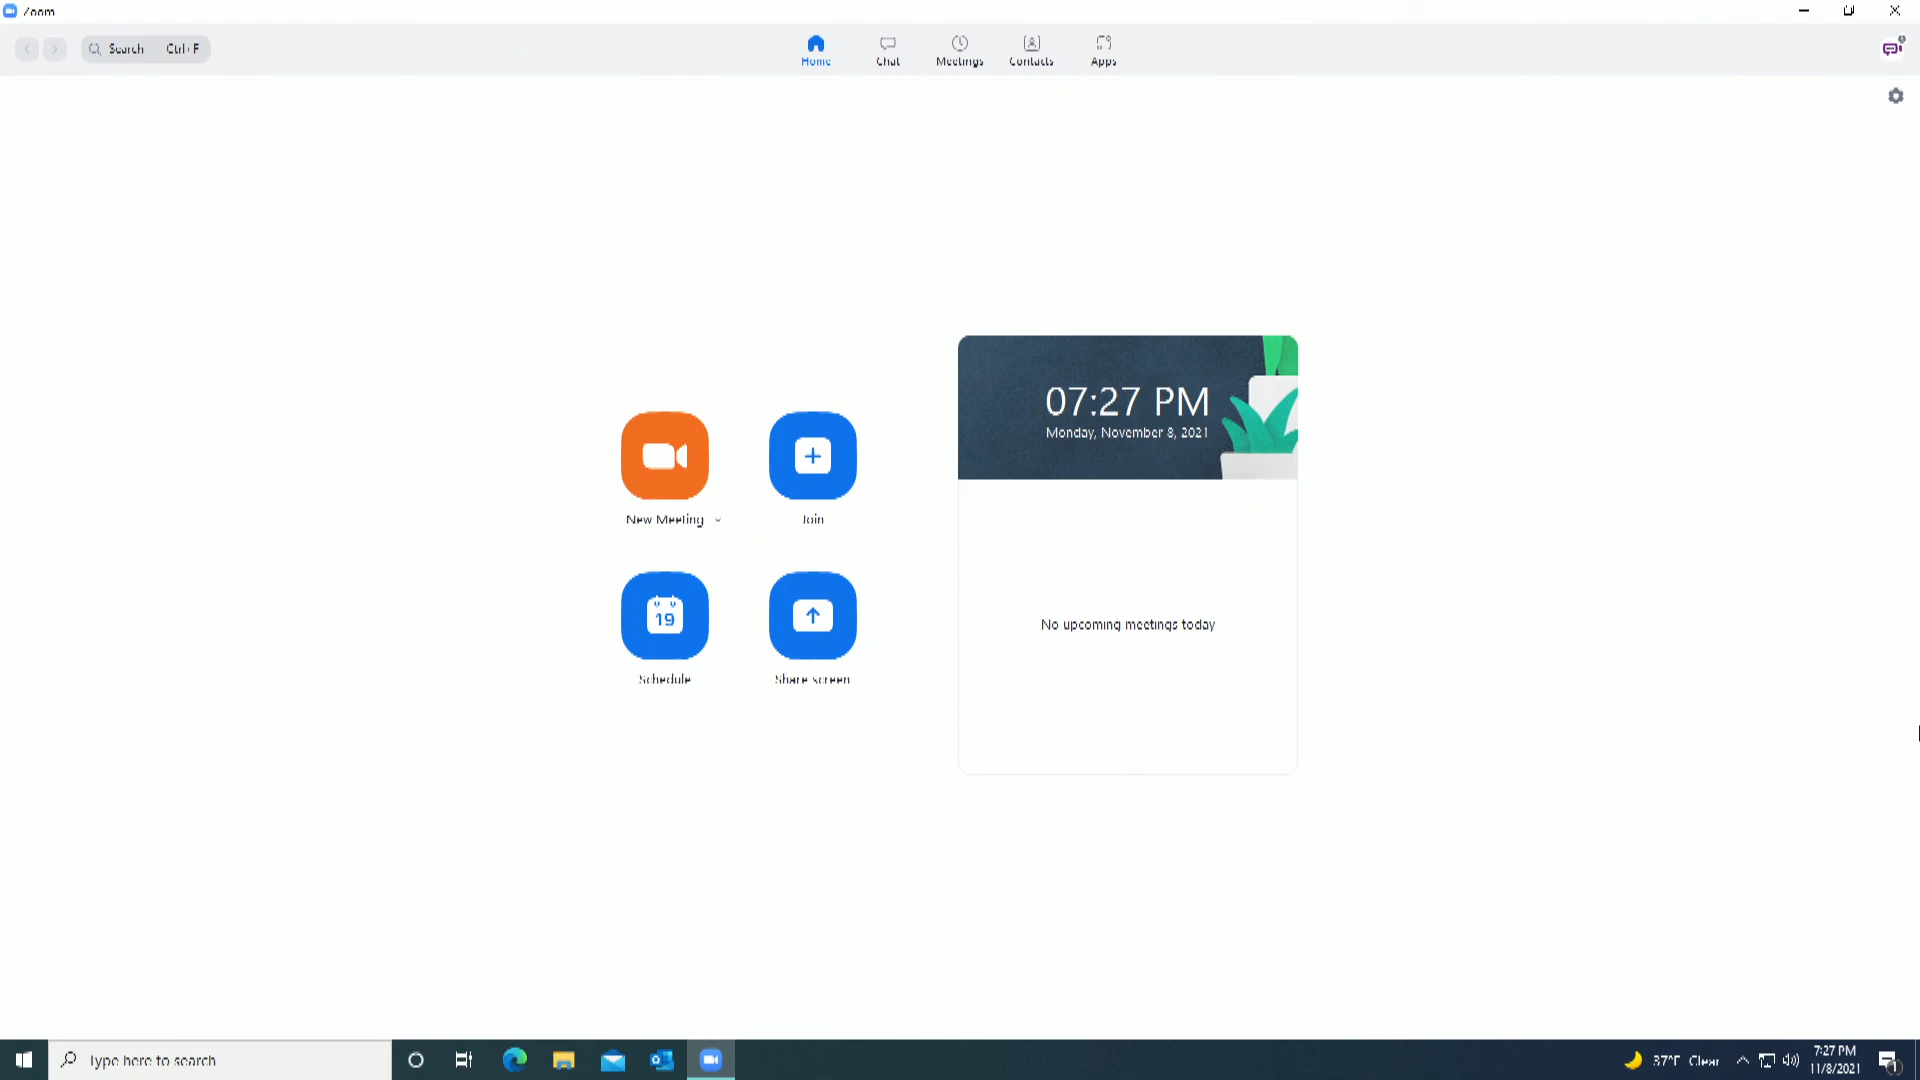 Zoom
Search Ctrl+F
Home
Chat
Meetings
Contacts
Apps
07:27 PM
Monday, November 8, 2021
New Meeting
Join
19
Schedule
Share screen
No upcoming meetings today
Type here to search
37°F Clear
7:27 PM
11/8/2021
1